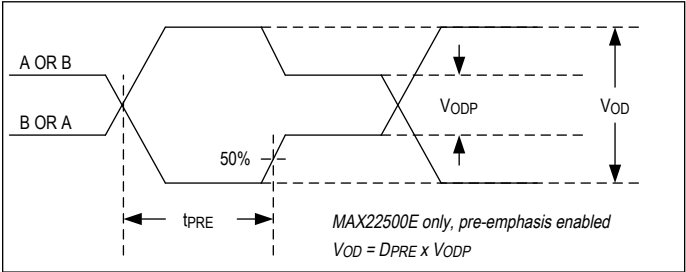 A OR B
B OR A
VODP
VOD
50%
tPRE
MAX22500E only, pre-emphasis enabled
VOD = DPRE x VODP